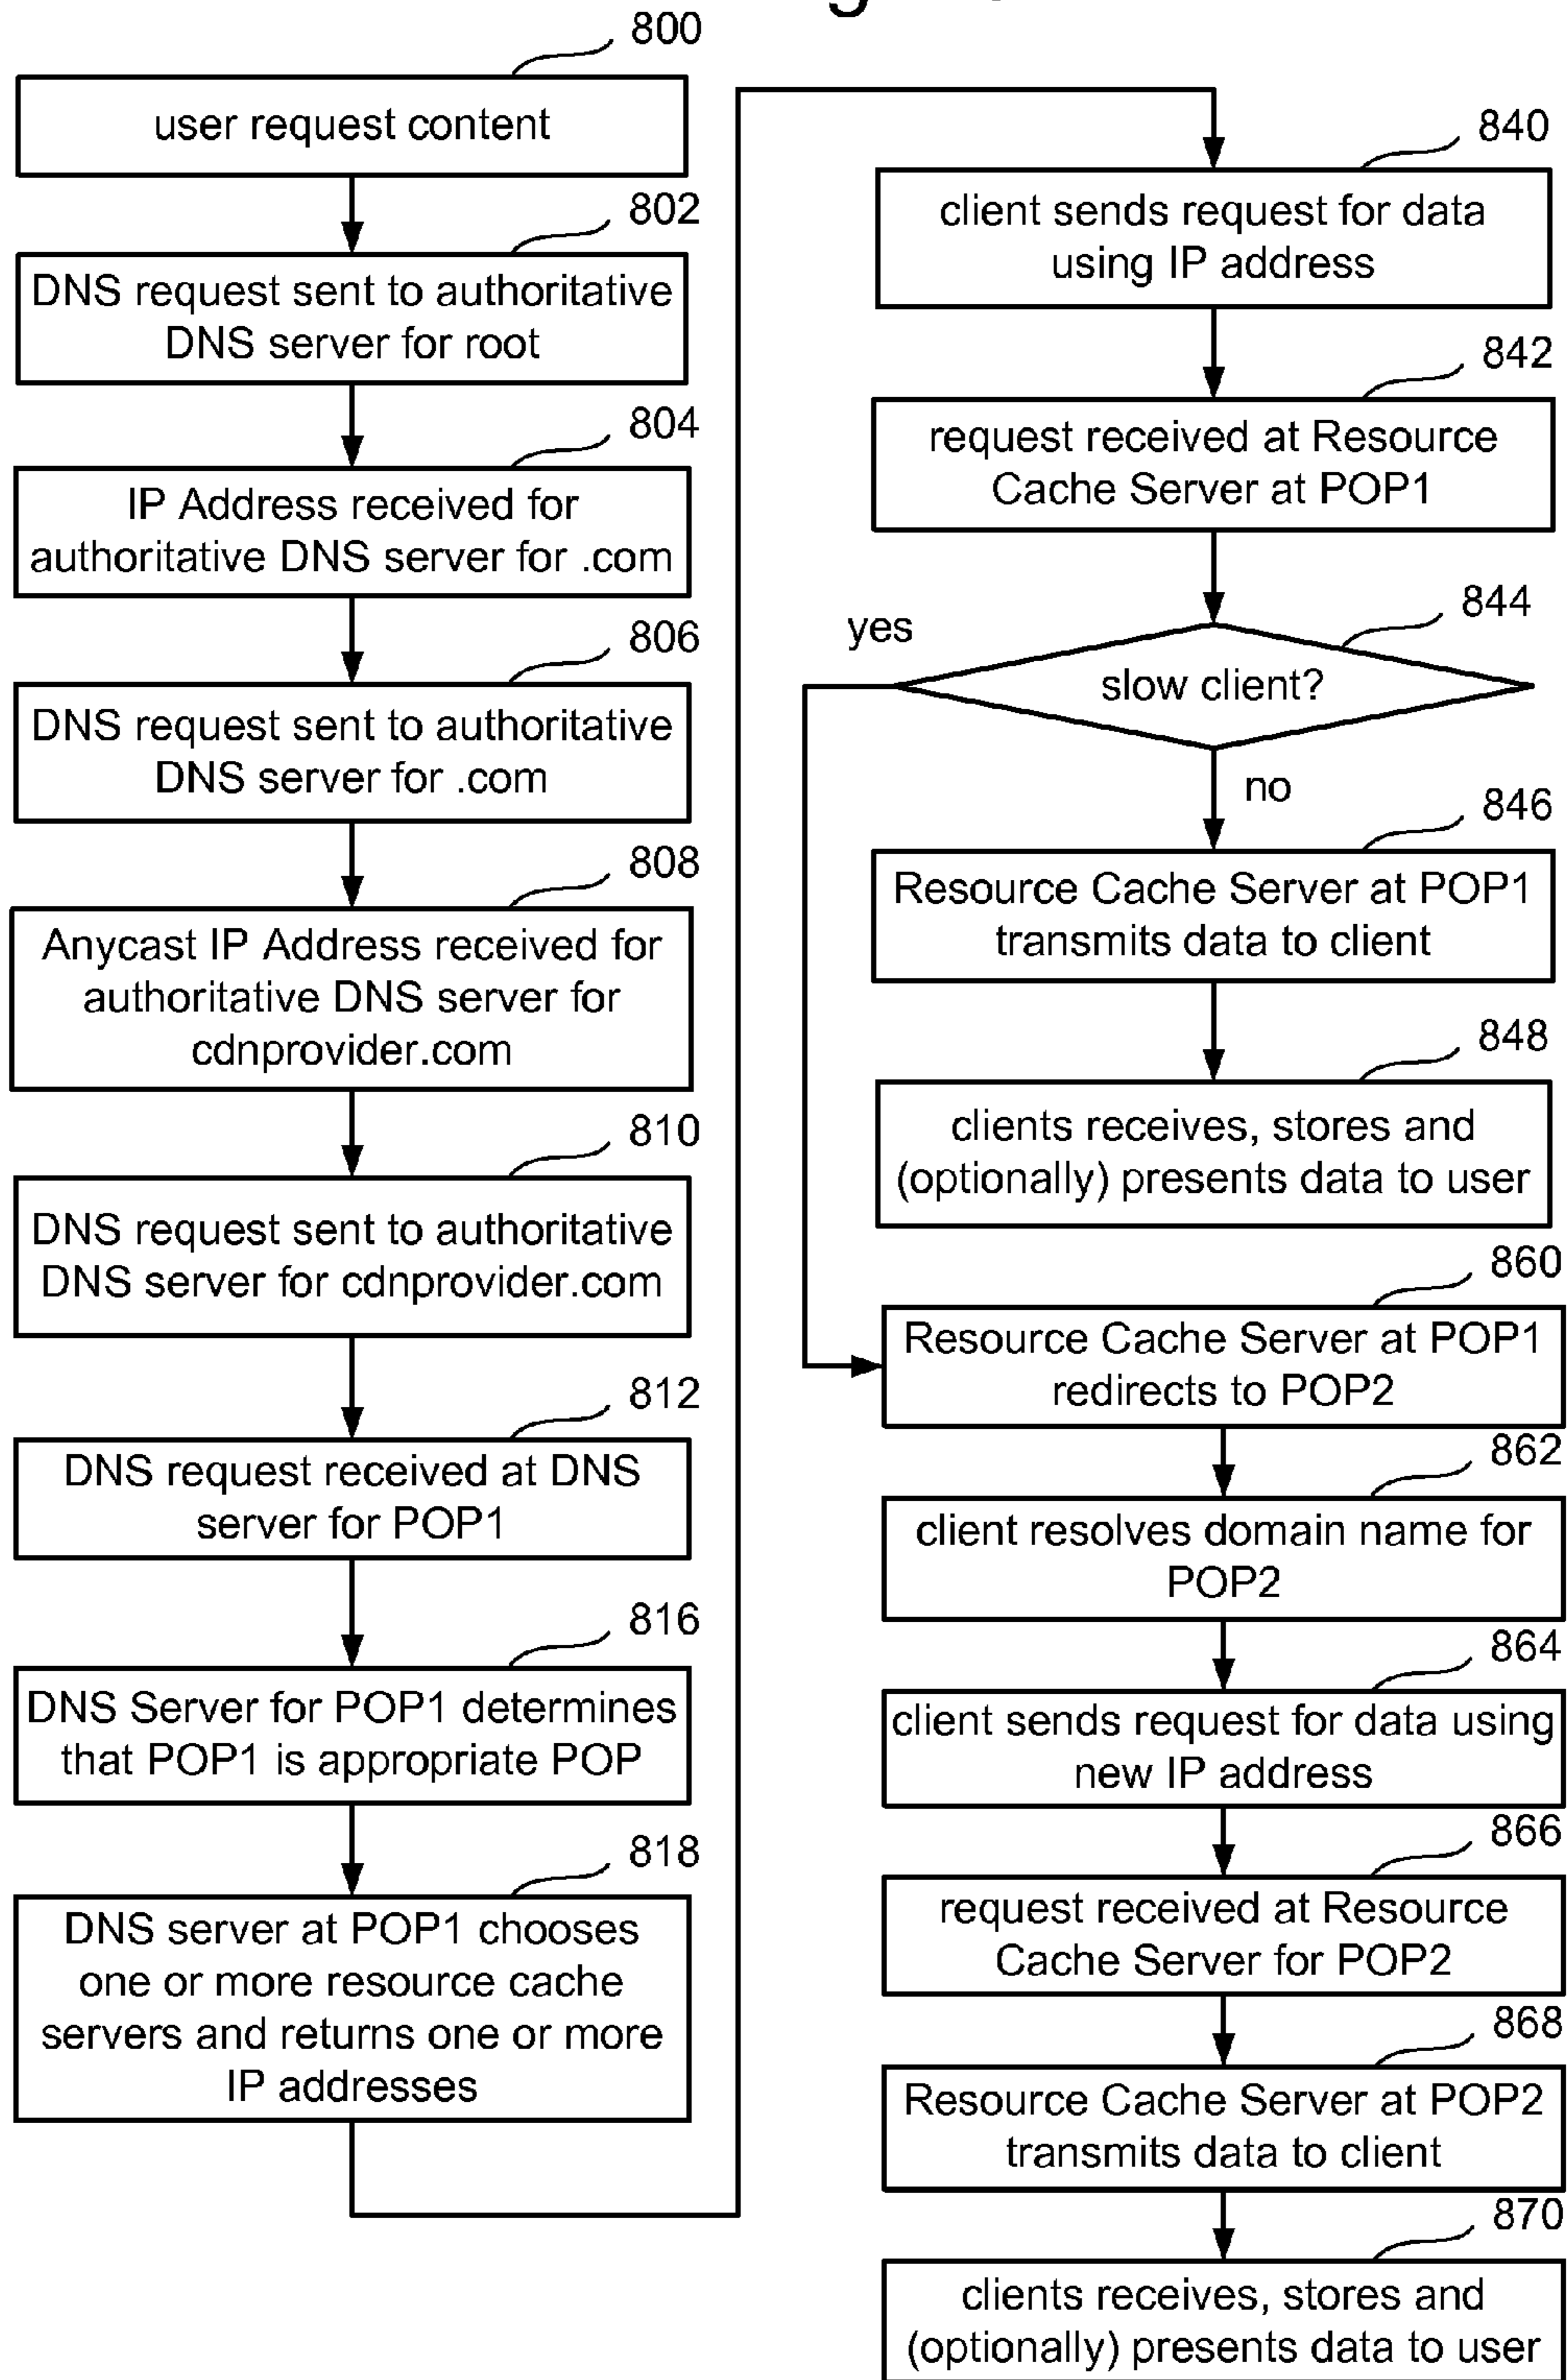 800
user request content
802
DNS request sent to authoritative
DNS server for root
804
IP Address received for
authoritative DNS server for .com
806
DNS request sent to authoritative
DNS server for .com
808
Anycast IP Address received for
authoritative DNS server for
cdnprovider.com
810
DNS request sent to authoritative
DNS server for cdnprovider.com
812
DNS request received at DNS
server for POP1
816
DNS Server for POP1 determines
that POP1 is appropriate POP
818
DNS server at POP1 chooses
one or more resource cache
servers and returns one or more
IP addresses
840
client sends request for data
using IP address
842
request received at Resource
Cache Server at POP1
844
yes
slow client?
no
846
Resource Cache Server at POP1
transmits data to client
848
clients receives, stores and
(optionally) presents data to user
860
Resource Cache Server at POP1
redirects to POP2
862
client resolves domain name for
POP2
864
client sends request for data using
new IP address
866
request received at Resource
Cache Server for POP2
868
Resource Cache Server at POP2
transmits data to client
870
clients receives, stores and
(optionally) presents data to user